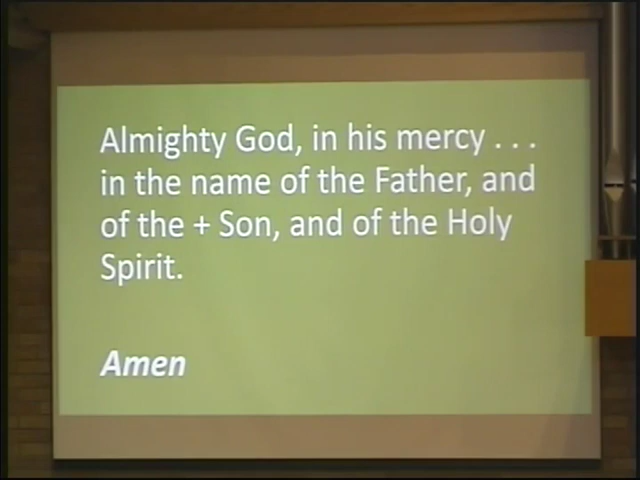 Almighty God, in his mercy . . .
in the name of the Father, and
of the + Son, and of the Holy
Spirit.
Amen